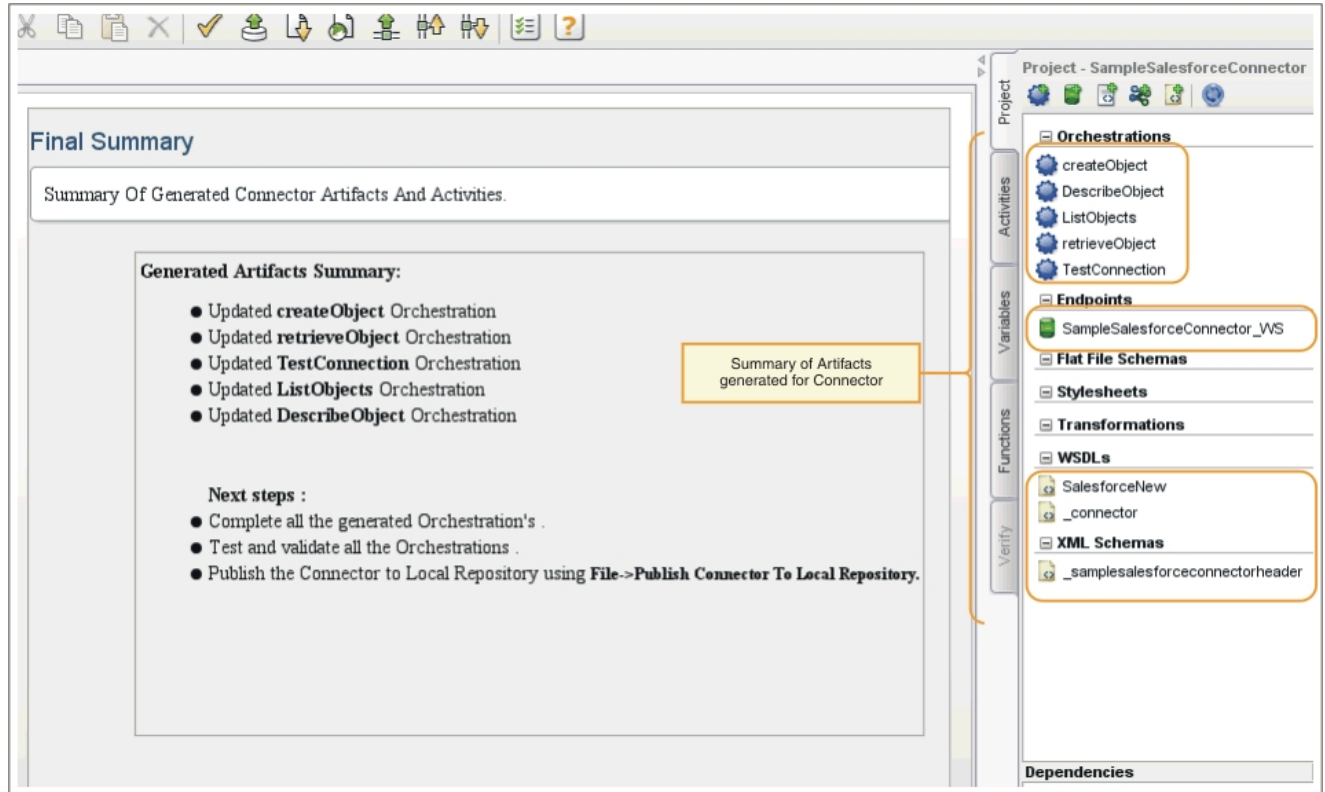 Final Summary
Summary Of Generated Connector Artifacts And Activities.
Generated Artifacts Summary:
● Updated createObject Orchestration
● Updated retrieveObject Orchestration
● Updated TestConnection Orchestration
● Updated ListObjects Orchestration
● Updated DescribeObject Orchestration
Next steps :
● Complete all the generated Orchestration's .
● Test and validate all the Orchestrations .
● Publish the Connector to Local Repository using File->Publish Connector To Local Repository.
Summary of Artifacts
generated for Connector
Project
Activities
Variables
Functions
Verify
Project - SampleSalesforceConnector
Orchestrations
createObject
DescribeObject
ListObjects
retrieveObject
TestConnection
Endpoints
SampleSalesforceConnector_WS
Flat File Schemas
Stylesheets
Transformations
WSDLs
SalesforceNew
_connector
XML Schemas
_samplesalesforceconnectorheader
Dependencies